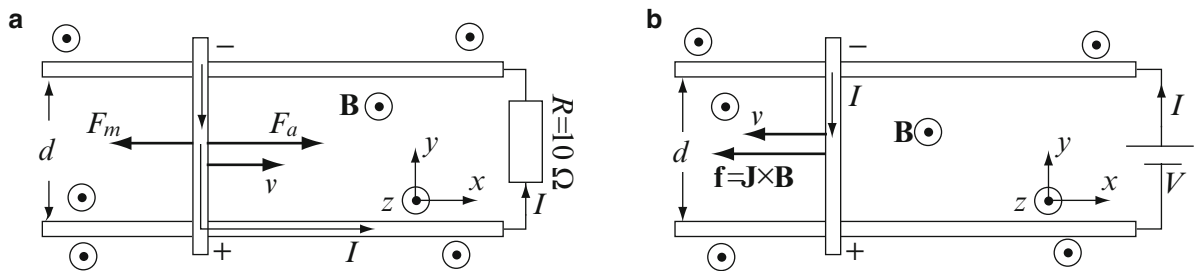 a
−
B
F_m
F_a
d
v
R=10 Ω
y
x
z
I
I
+
b
−
I
B
I
v
d
f=J×B
y
x
z
V
+